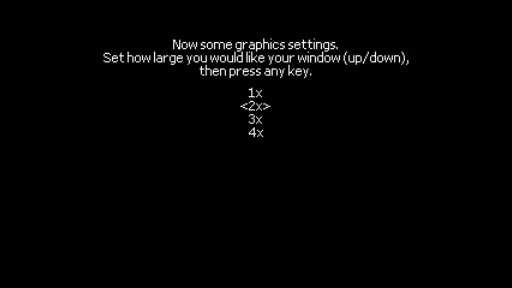 Now some graphics settings.
Set how large you would like your window (up/down),
then press any key.
1x
<2x>
3x
4x